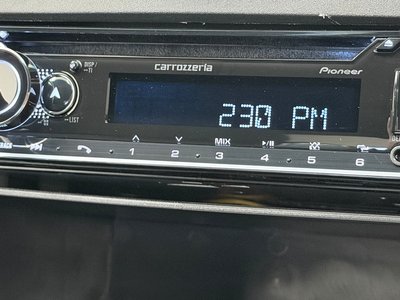 DISP /
carrozzeria
Pioneer
LIST
230 PM
MIX
1 2 3 4 5 6